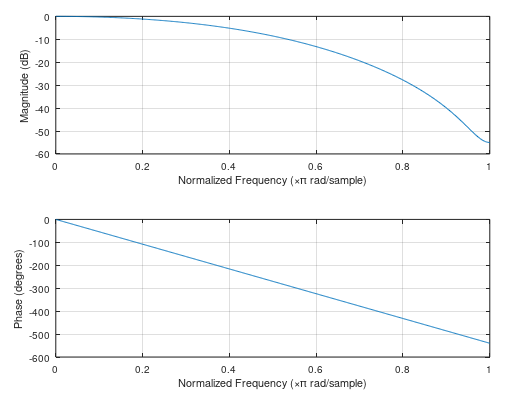 0
-10
-20
-30
-40
-50
-60
Magnitude (dB)
0 0.2 0.4 0.6 0.8 1
Normalized Frequency (×π rad/sample)
0
-100
-200
-300
-400
-500
-600
Phase (degrees)
0 0.2 0.4 0.6 0.8 1
Normalized Frequency (×π rad/sample)